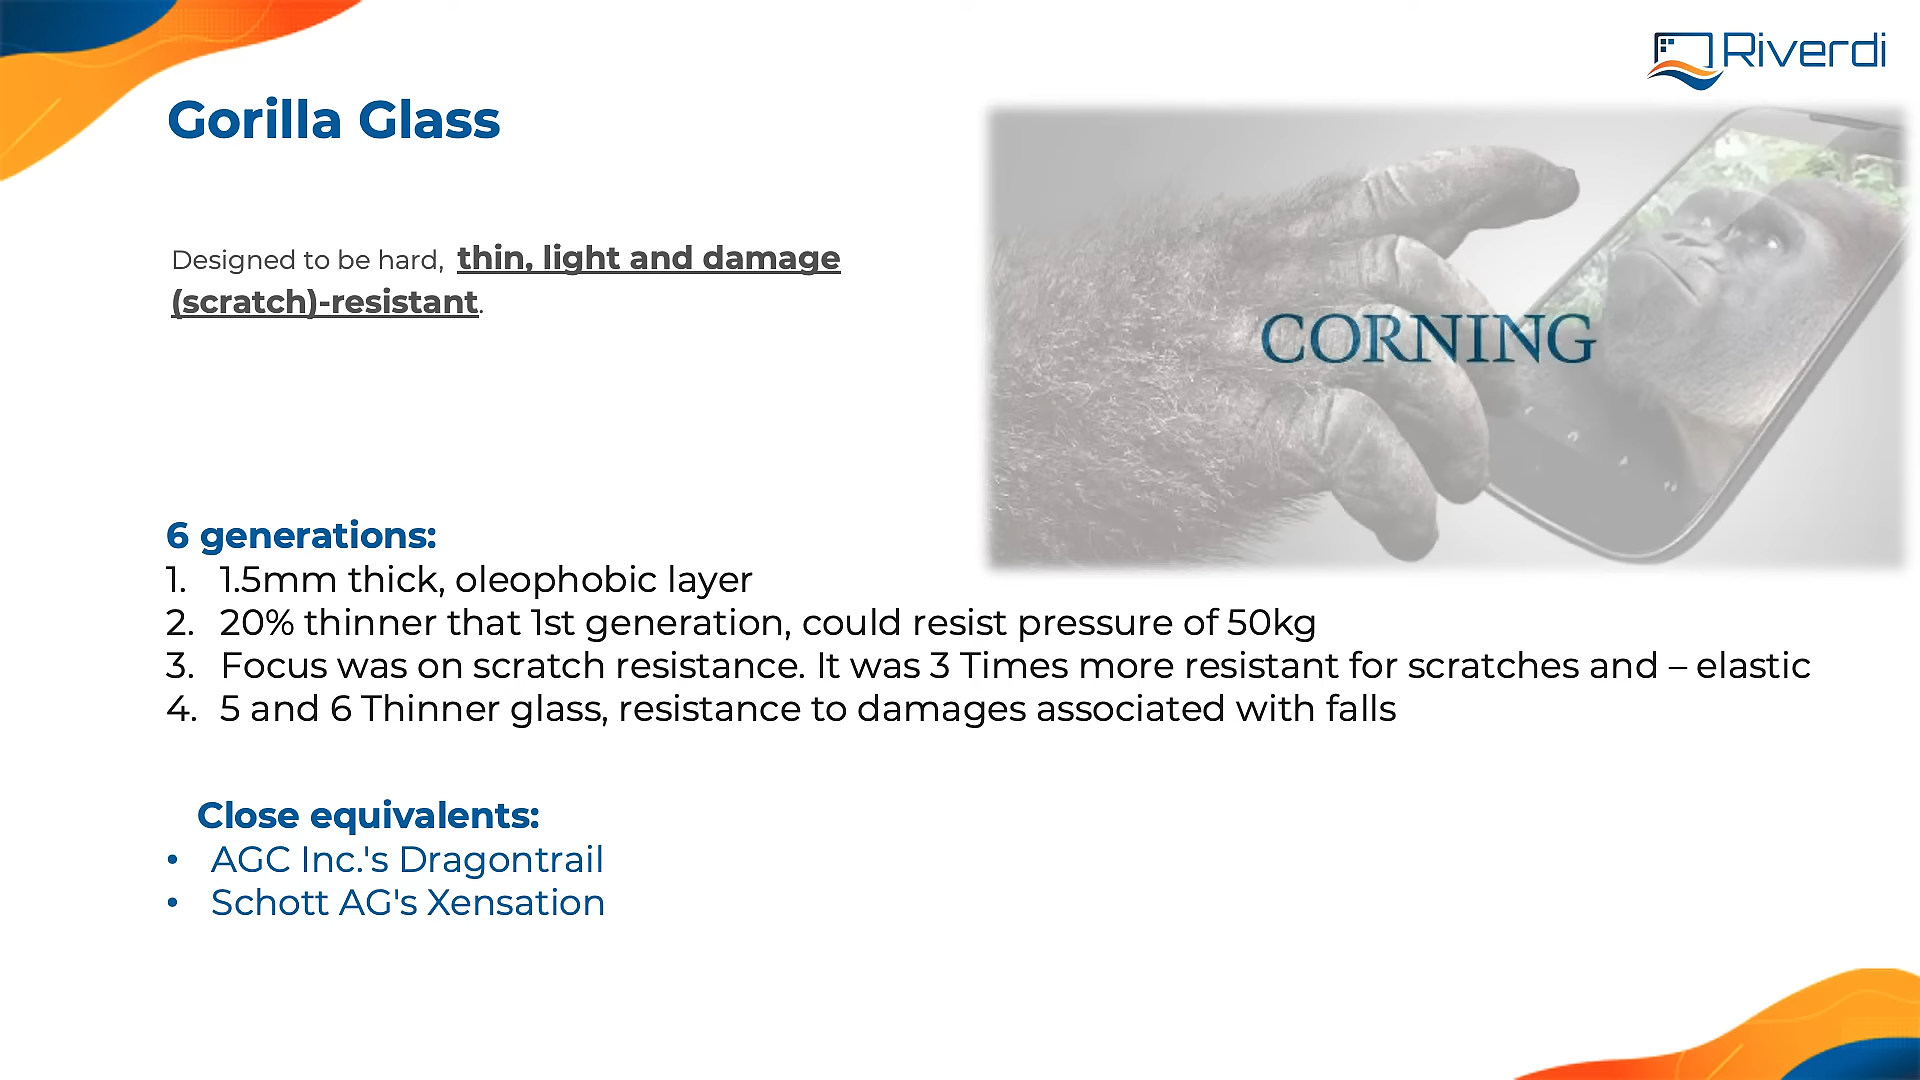 Riverdi
Gorilla Glass
Designed to be hard, thin, light and damage
(scratch)-resistant.
CORNING
6 generations:
1. 1.5mm thick, oleophobic layer
2. 20% thinner that 1st generation, could resist pressure of 50kg
3. Focus was on scratch resistance. It was 3 Times more resistant for scratches and – elastic
4. 5 and 6 Thinner glass, resistance to damages associated with falls
Close equivalents:
• AGC Inc.'s Dragontrail
• Schott AG's Xensation